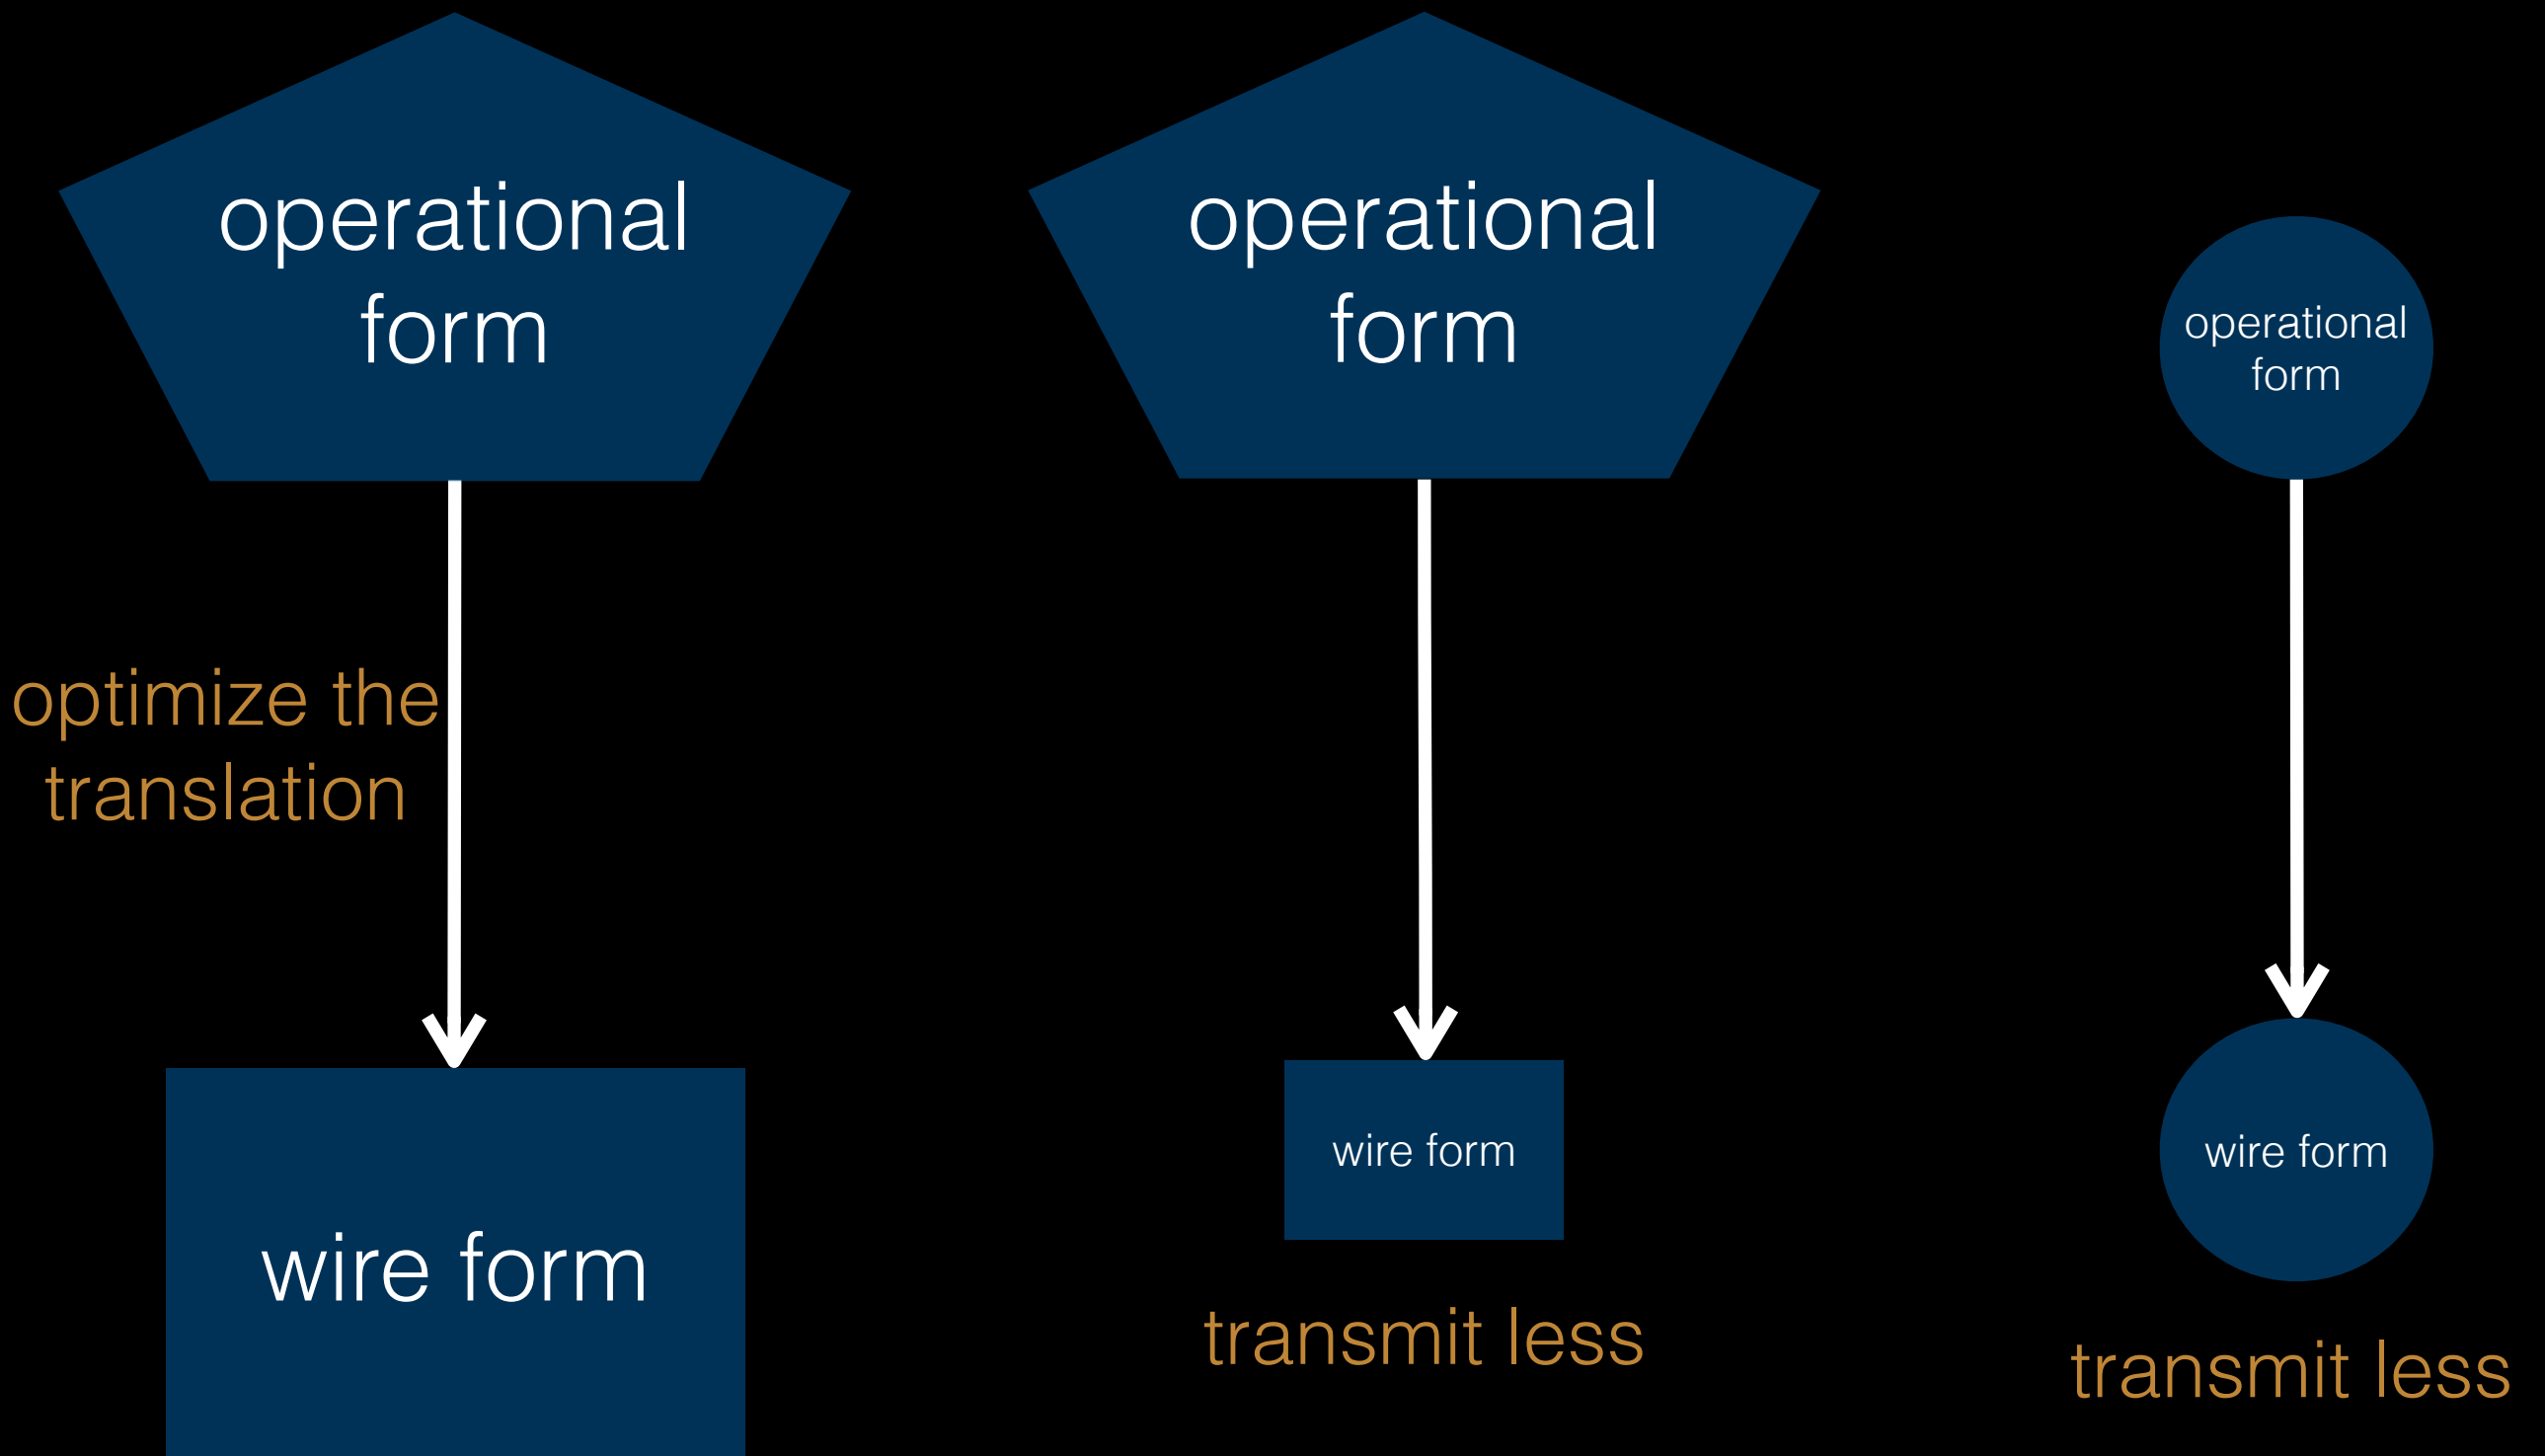 operational
form
optimize the
translation
wire form
operational
form
wire form
transmit less
operational
form
wire form
transmit less